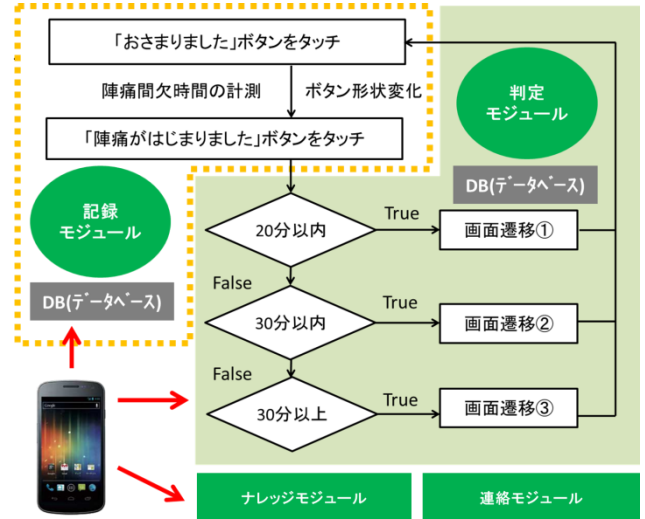 「おさまりました」ボタンをタッチ
陣痛間欠時間の計測
ボタン形状変化
「陣痛がはじまりました」ボタンをタッチ
判定
モジュール
DB(データベース)
記録
モジュール
DB(データベース)
20分以内
True
画面遷移①
False
30分以内
True
画面遷移②
False
30分以上
True
画面遷移③
ナレッジモジュール
連絡モジュール